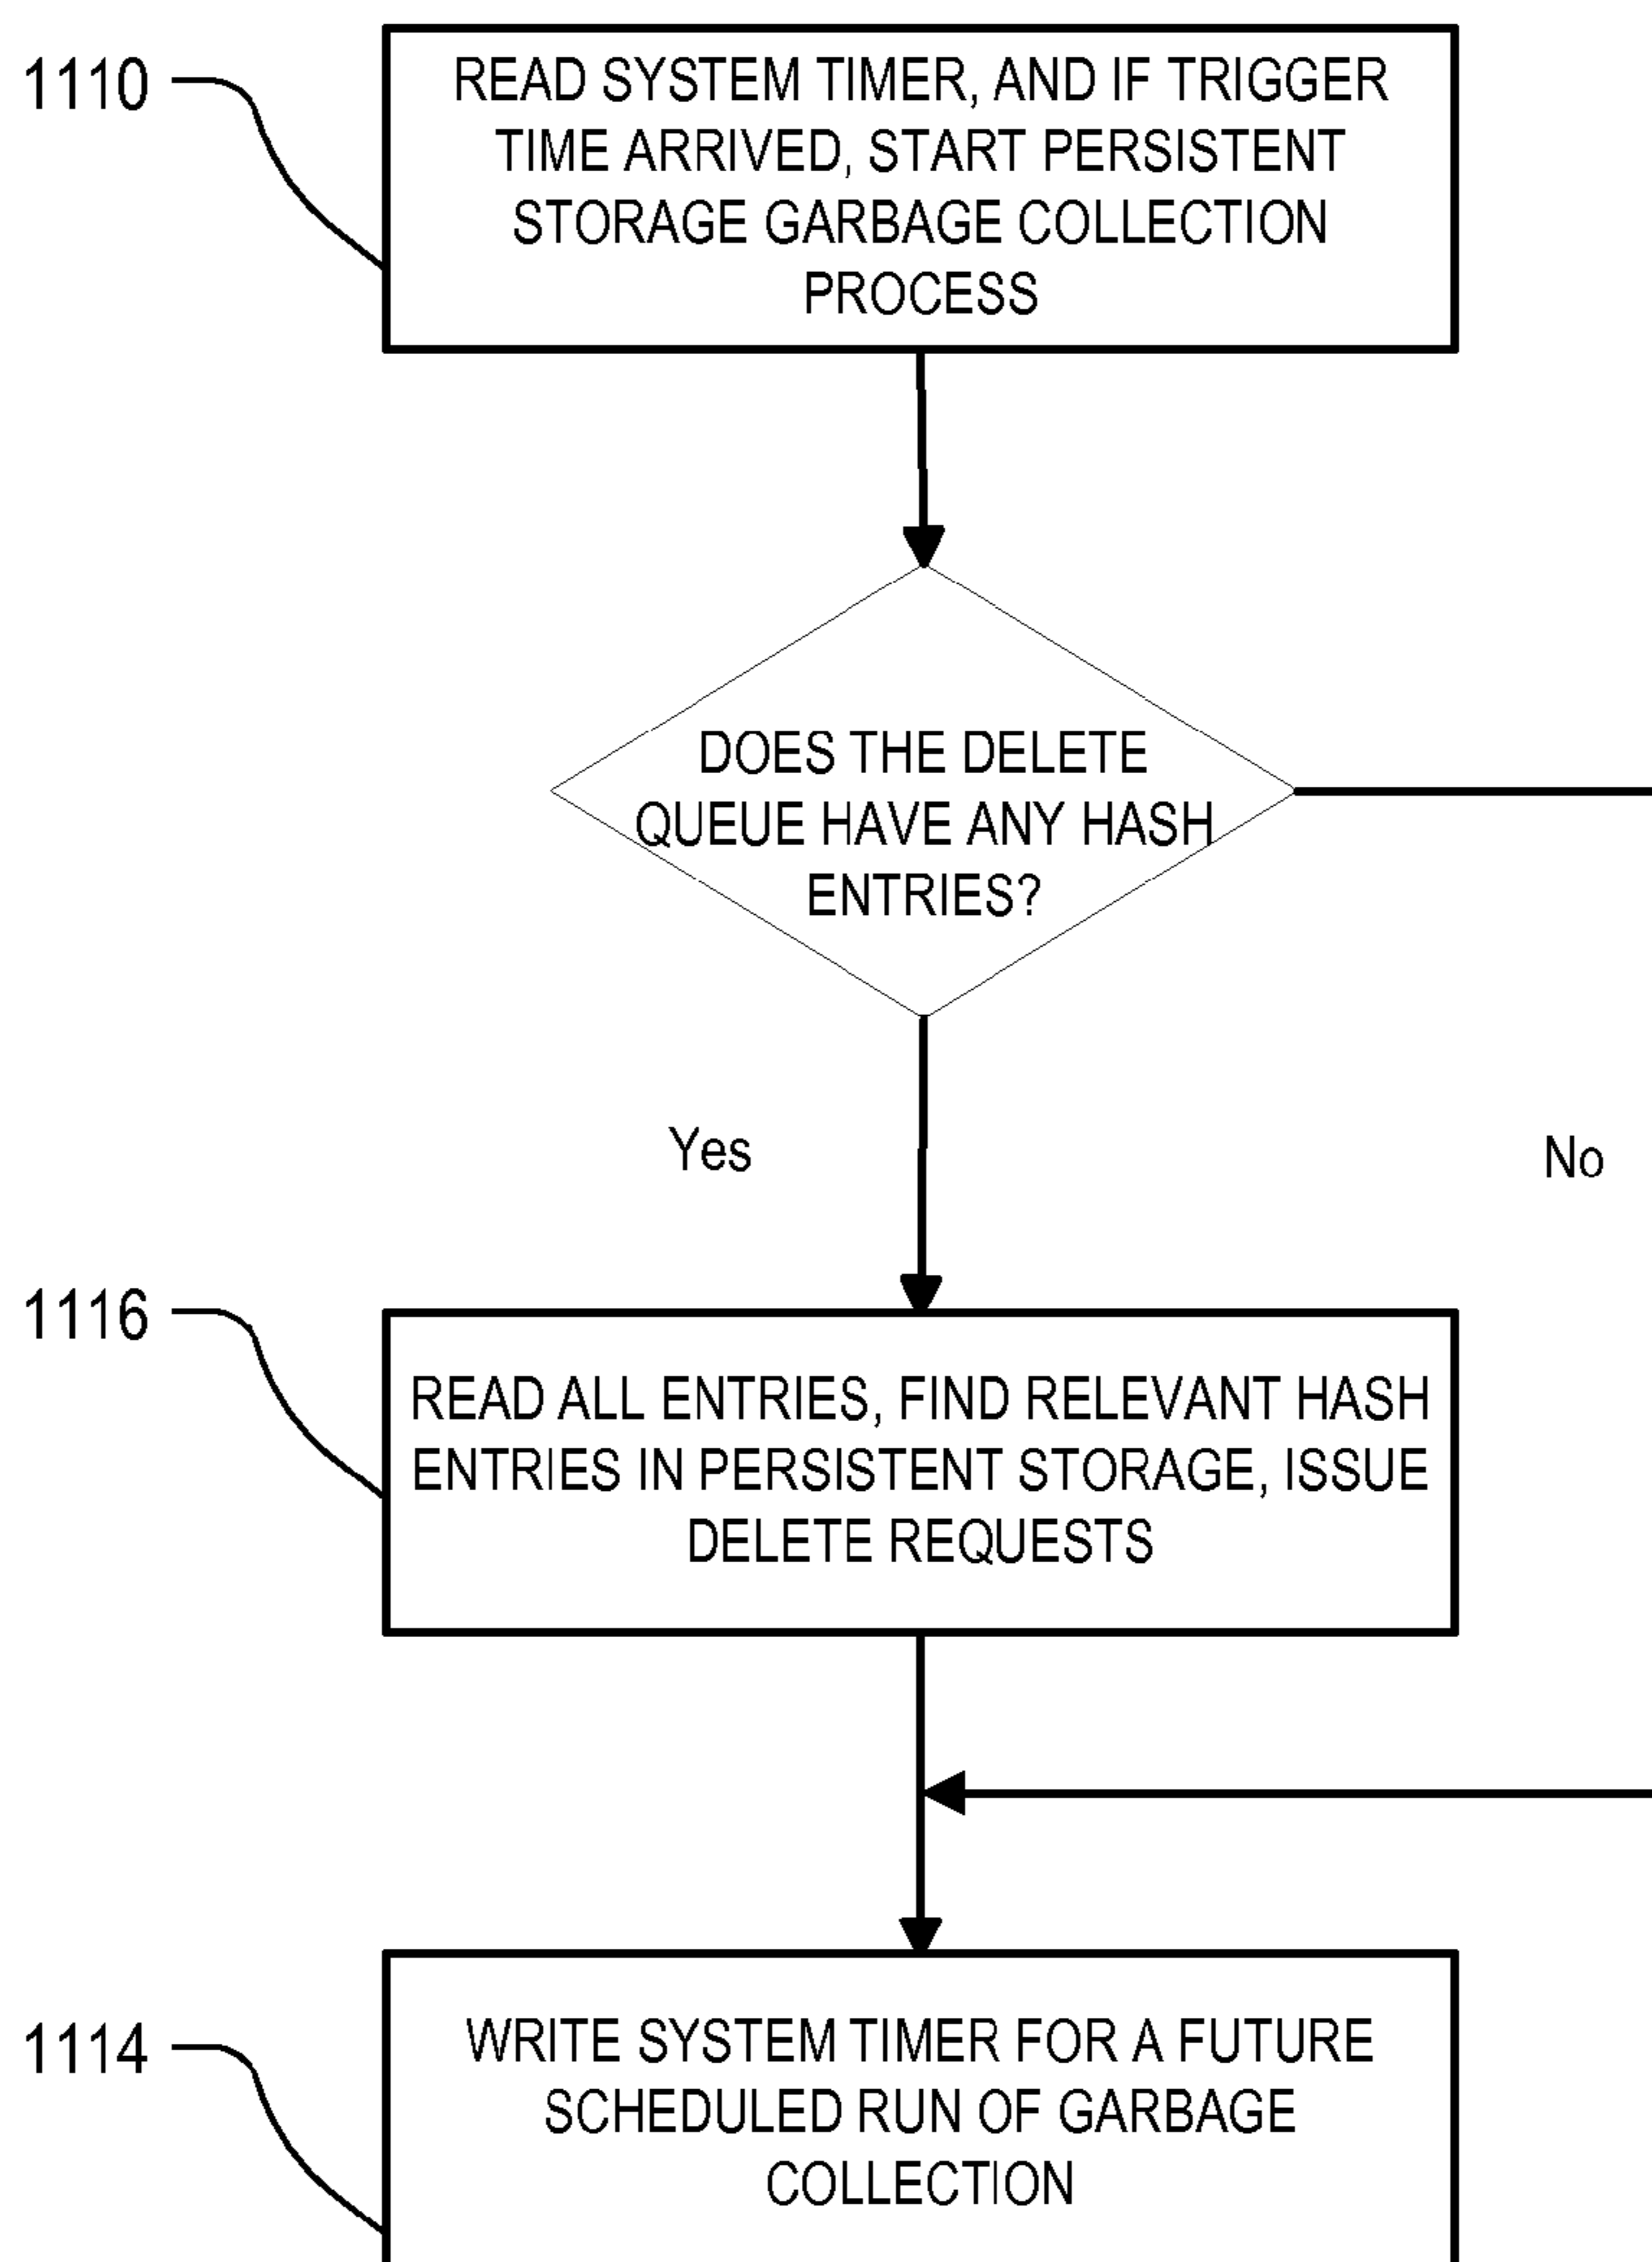 1110
READ SYSTEM TIMER, AND IF TRIGGER
TIME ARRIVED, START PERSISTENT
STORAGE GARBAGE COLLECTION
PROCESS
DOES THE DELETE
QUEUE HAVE ANY HASH
ENTRIES?
Yes
No
1116
READ ALL ENTRIES, FIND RELEVANT HASH
ENTRIES IN PERSISTENT STORAGE, ISSUE
DELETE REQUESTS
1114
WRITE SYSTEM TIMER FOR A FUTURE
SCHEDULED RUN OF GARBAGE
COLLECTION